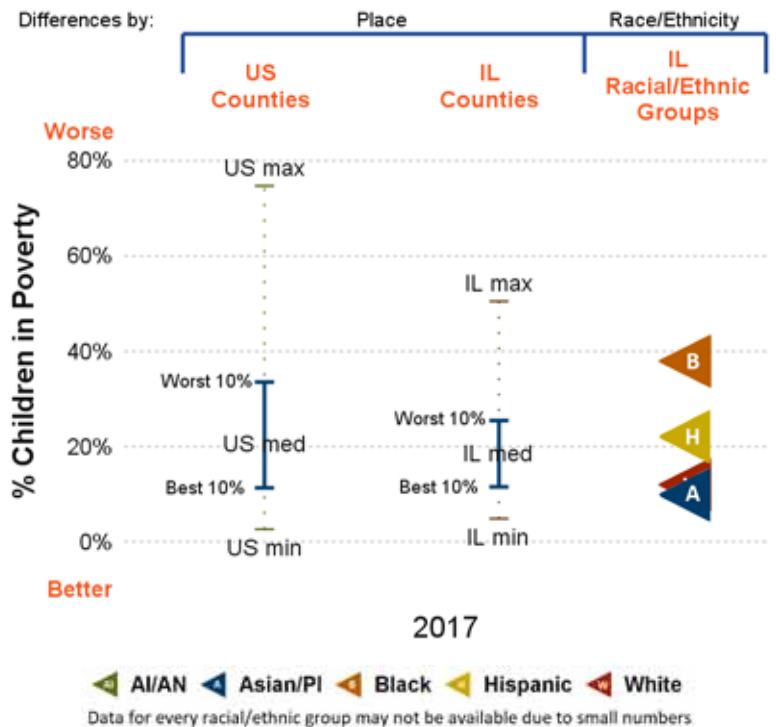 Differences by: Place Race/Ethnicity
US Counties
IL Counties
IL Racial/Ethnic Groups
Worse
80%
60%
40%
20%
0%
% Children in Poverty
Better
US max
Worst 10%
US med
Best 10%
US min
IL max
Worst 10%
IL med
Best 10%
IL min
B
H
A
2017
AI AI/AN A Asian/PI B Black H Hispanic W White
Data for every racial/ethnic group may not be available due to small numbers